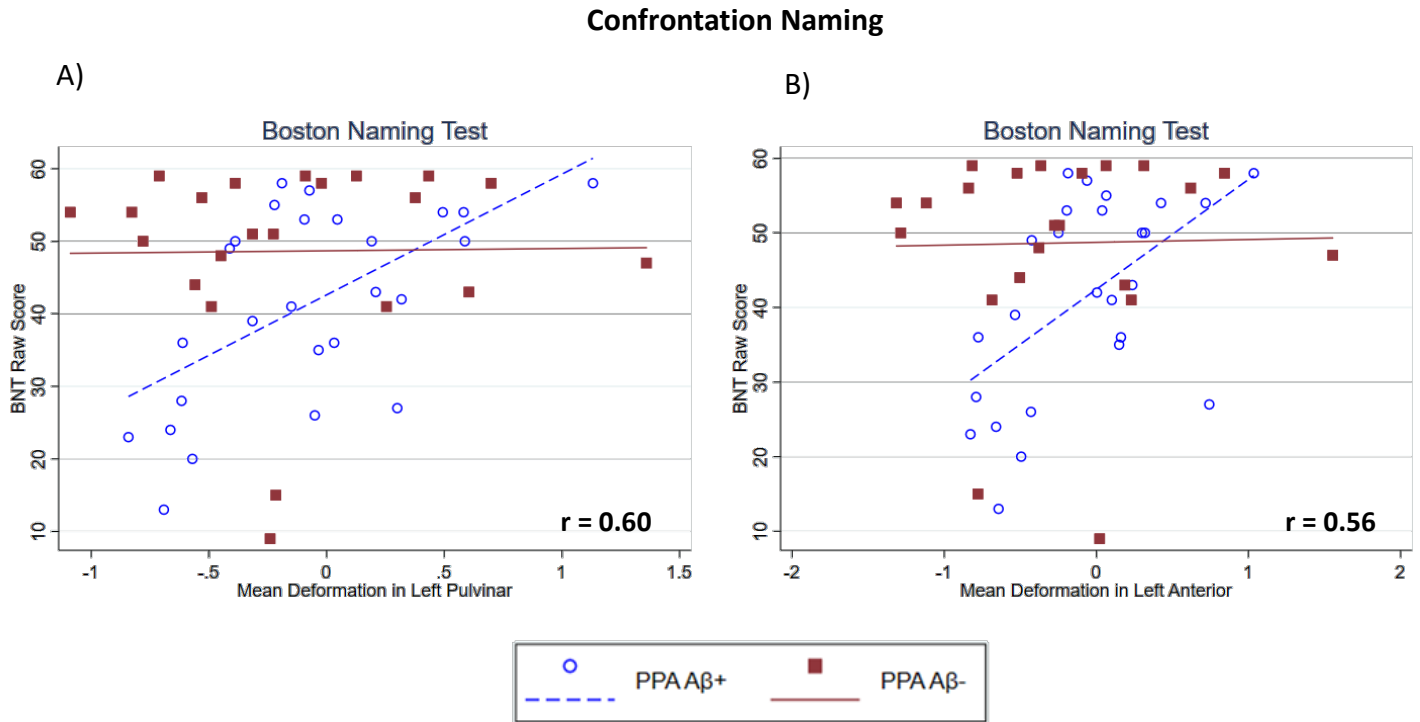 Confrontation Naming
A)
Boston Naming Test
BNT Raw Score
60
50
40
30
20
10
r = 0.60
-1
-.5
0
.5
1
1.5
Mean Deformation in Left Pulvinar
B)
Boston Naming Test
BNT Raw Score
60
50
40
30
20
10
r = 0.56
-2
-1
0
1
2
Mean Deformation in Left Anterior
PPA Aβ+
PPA Aβ-